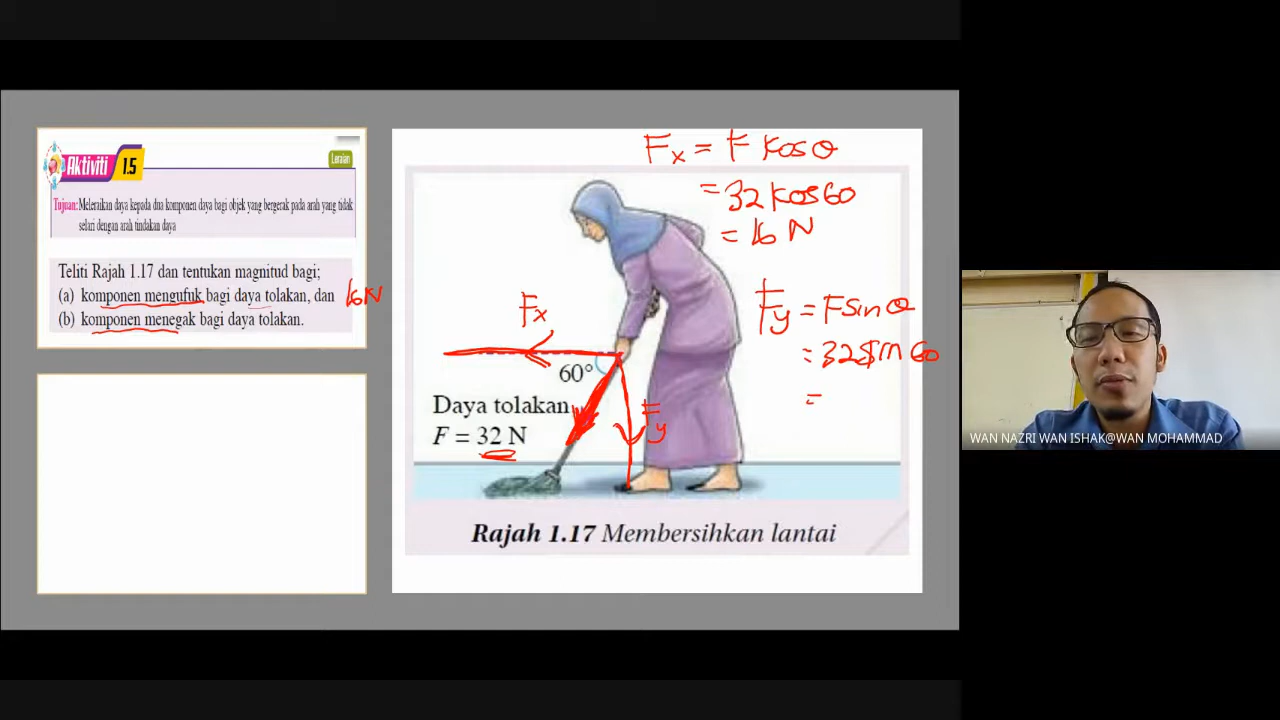 Aktiviti 1.5
Leraian
Tujuan: Meleraikan daya kepada dua komponen daya bagi objek yang bergerak pada arah yang tidak
selari dengan arah tindakan daya
Teliti Rajah 1.17 dan tentukan magnitud bagi;
(a) komponen mengufuk bagi daya tolakan, dan 16N
(b) komponen menegak bagi daya tolakan.
Fx = F kos θ
= 32 kos 60
= 16 N
Fy = F sin θ
= 32 sin 60
=
Fx
60°
Daya tolakan,
F = 32 N
Fy
Rajah 1.17 Membersihkan lantai
WAN NAZRI WAN ISHAK@WAN MOHAMMAD